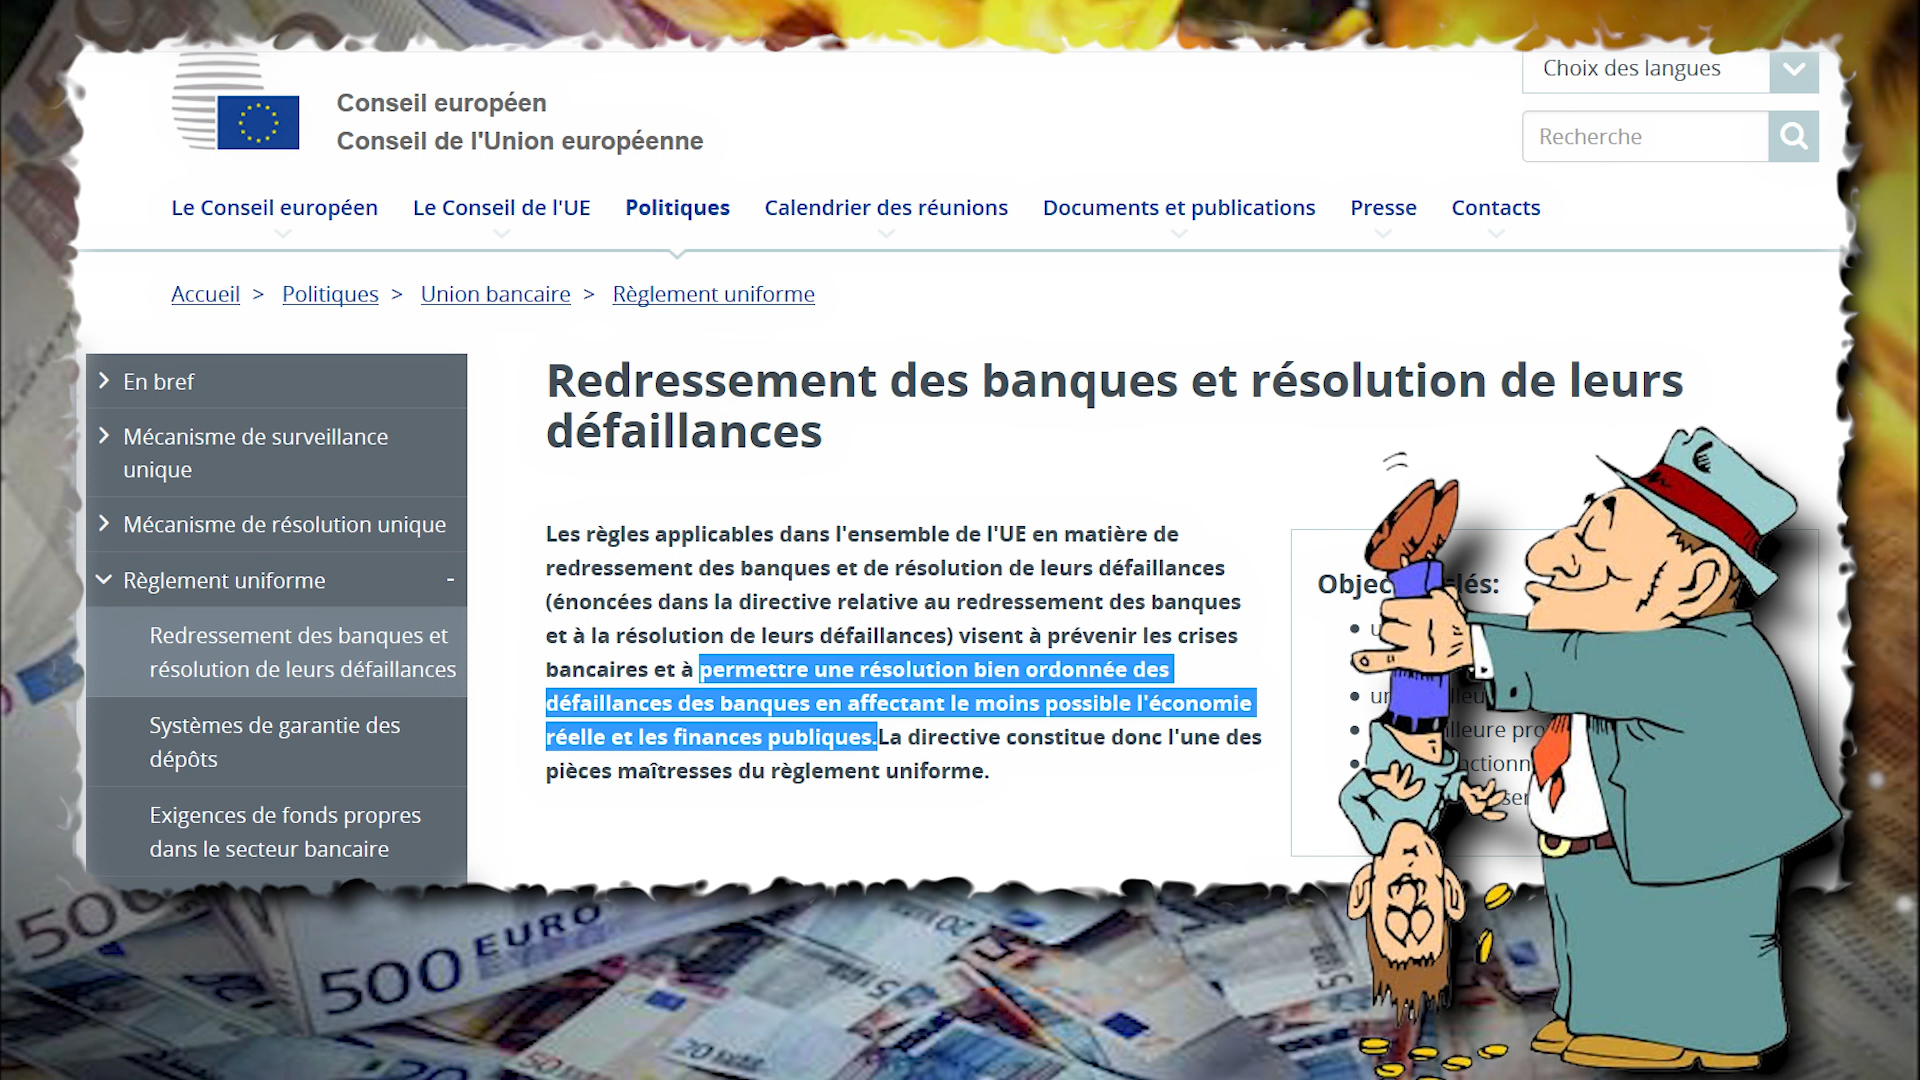 Choix des langues
Conseil européen
Conseil de l'Union européenne
Recherche
Le Conseil européen
Le Conseil de l'UE
Politiques
Calendrier des réunions
Documents et publications
Presse
Contacts
Accueil > Politiques > Union bancaire > Règlement uniforme
En bref
Mécanisme de surveillance
unique
Mécanisme de résolution unique
Règlement uniforme -
Redressement des banques et
résolution de leurs défaillances
Systèmes de garantie des
dépôts
Exigences de fonds propres
dans le secteur bancaire
Redressement des banques et résolution de leurs
défaillances
Les règles applicables dans l'ensemble de l'UE en matière de
redressement des banques et de résolution de leurs défaillances
(énoncées dans la directive relative au redressement des banques
et à la résolution de leurs défaillances) visent à prévenir les crises
bancaires et à permettre une résolution bien ordonnée des
défaillances des banques en affectant le moins possible l'économie
réelle et les finances publiques.La directive constitue donc l'une des
pièces maîtresses du règlement uniforme.
500 EURO